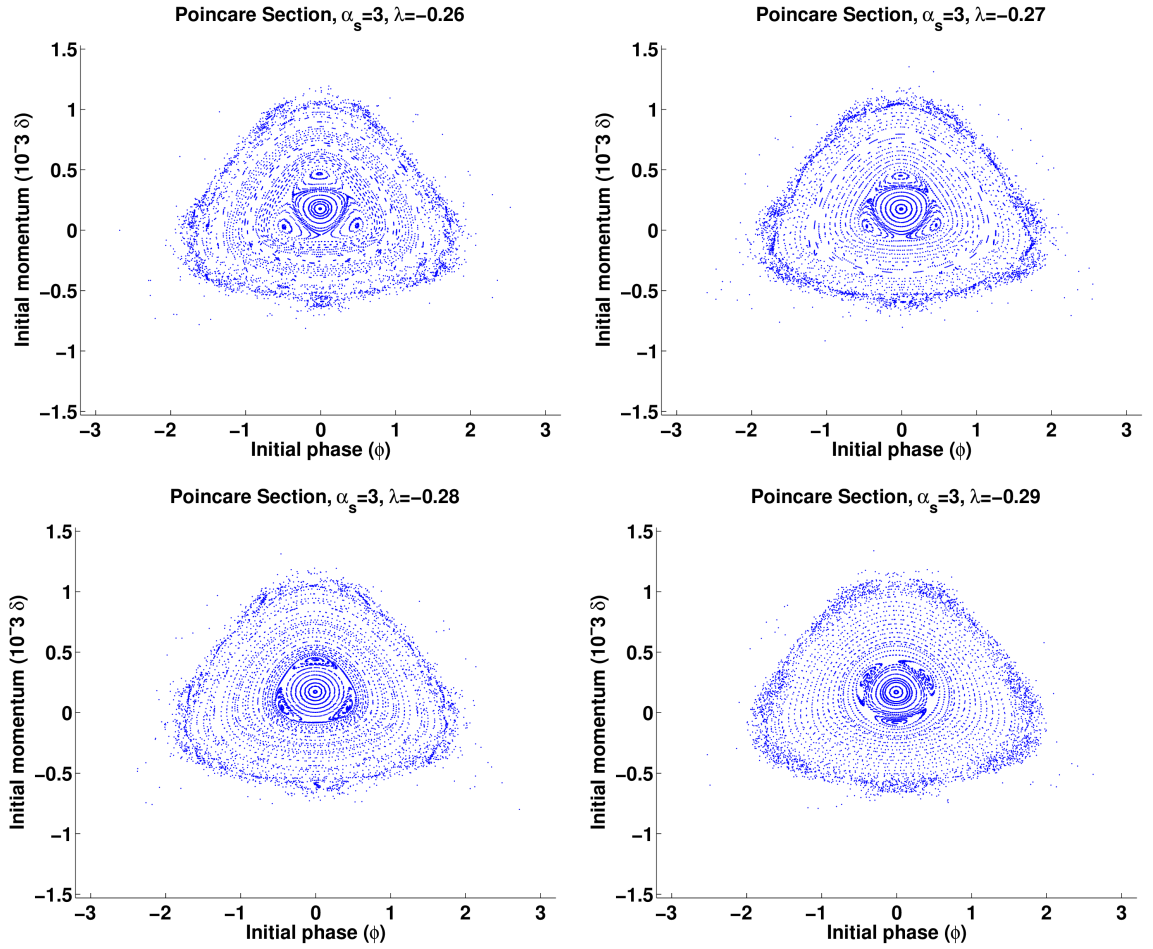 Poincare Section, αs=3, λ=−0.26
1.5
1
0.5
0
−0.5
−1
−1.5
Initial momentum (10⁻3 δ)
−3 −2 −1 0 1 2 3
Initial phase (φ)
Poincare Section, αs=3, λ=−0.27
1.5
1
0.5
0
−0.5
−1
−1.5
Initial momentum (10⁻3 δ)
−3 −2 −1 0 1 2 3
Initial phase (φ)
Poincare Section, αs=3, λ=−0.28
1.5
1
0.5
0
−0.5
−1
−1.5
Initial momentum (10⁻3 δ)
−3 −2 −1 0 1 2 3
Initial phase (φ)
Poincare Section, αs=3, λ=−0.29
1.5
1
0.5
0
−0.5
−1
−1.5
Initial momentum (10⁻3 δ)
−3 −2 −1 0 1 2 3
Initial phase (φ)